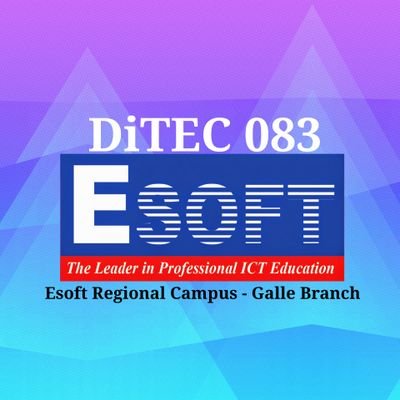 DiTEC 083
ESOFT
The Leader in Professional ICT Education
Esoft Regional Campus - Galle Branch